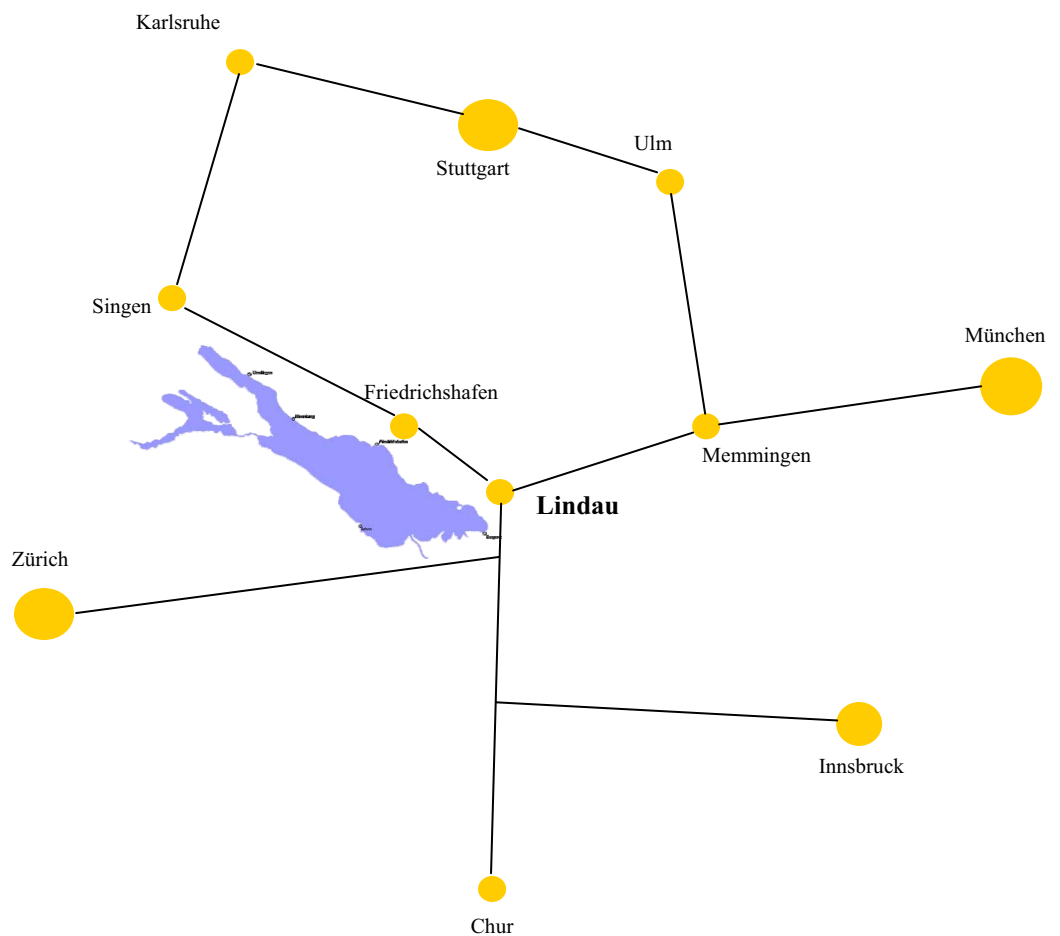 Karlsruhe
Stuttgart
Ulm
Singen
München
Friedrichshafen
Memmingen
Lindau
Zürich
Innsbruck
Chur